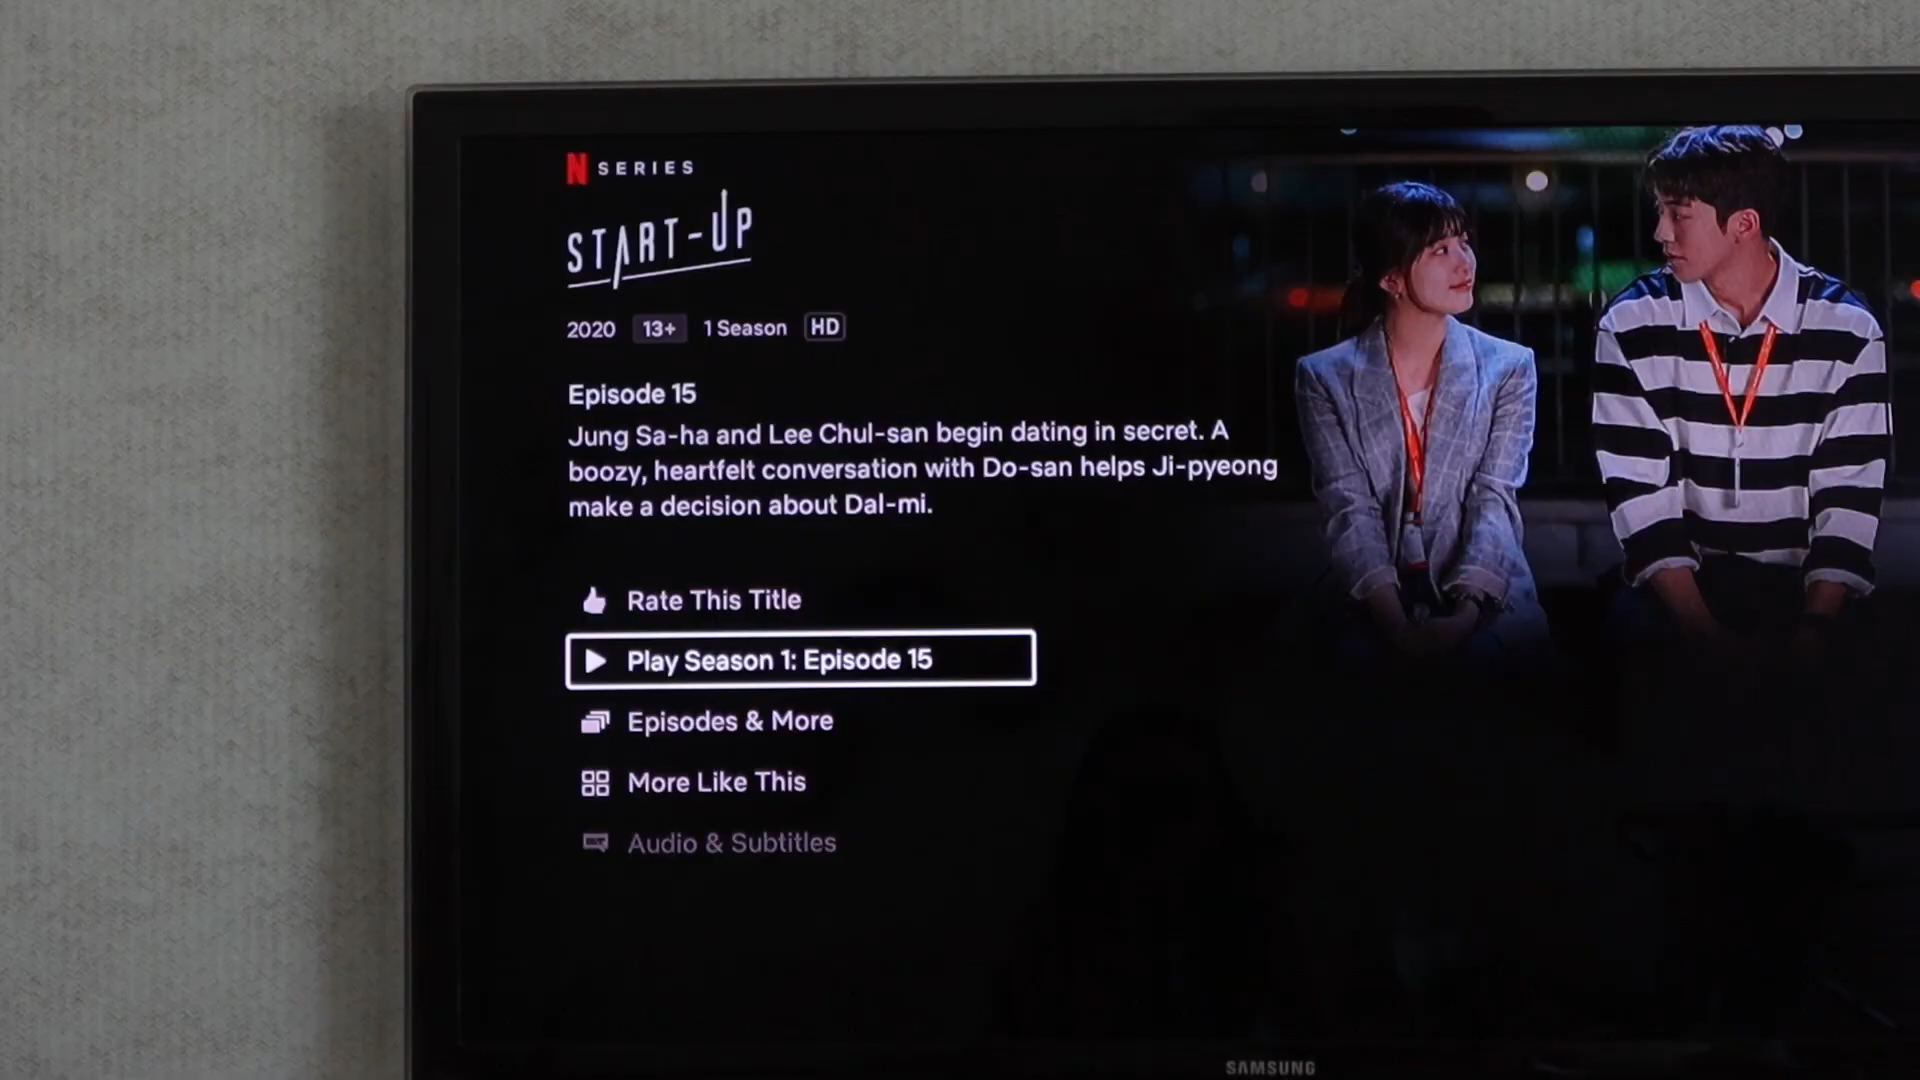 N SERIES
START-UP
2020 13+ 1 Season HD
Episode 15
Jung Sa-ha and Lee Chul-san begin dating in secret. A
boozy, heartfelt conversation with Do-san helps Ji-pyeong
make a decision about Dal-mi.
Rate This Title
Play Season 1: Episode 15
Episodes & More
More Like This
Audio & Subtitles
SAMSUNG